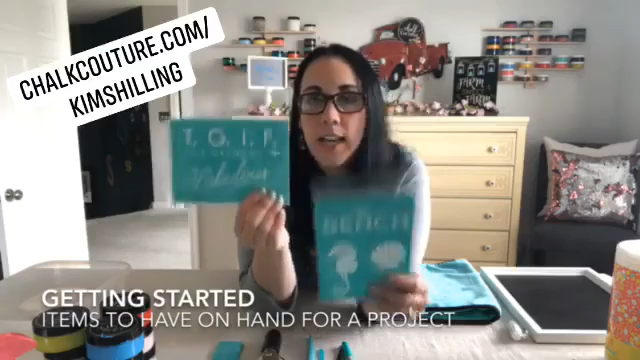 CHALKCOUTURE.COM/
KIMSHILLING
T.G.I.F.
BEACH
GETTING STARTED
ITEMS TO HAVE ON HAND FOR A PROJECT